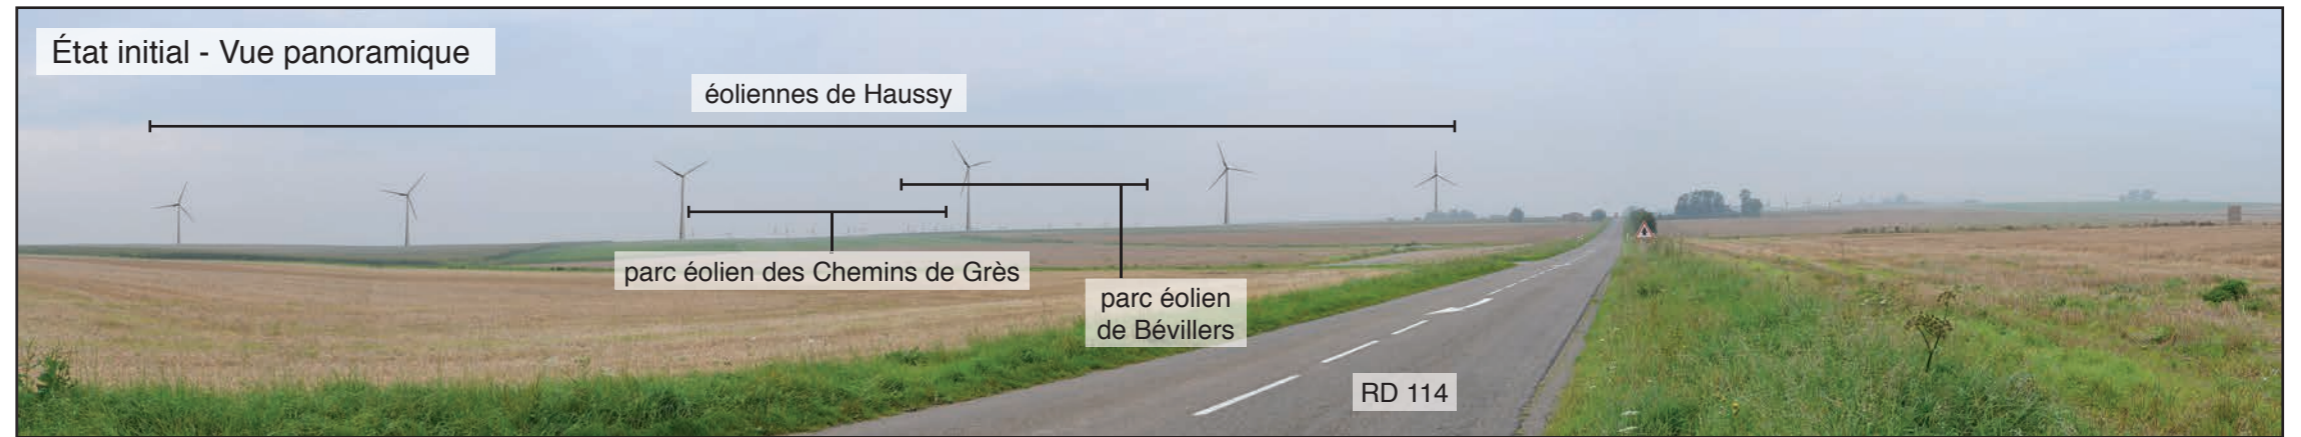 État initial - Vue panoramique
éoliennes de Haussy
parc éolien des Chemins de Grès
parc éolien
de Bévillers
RD 114